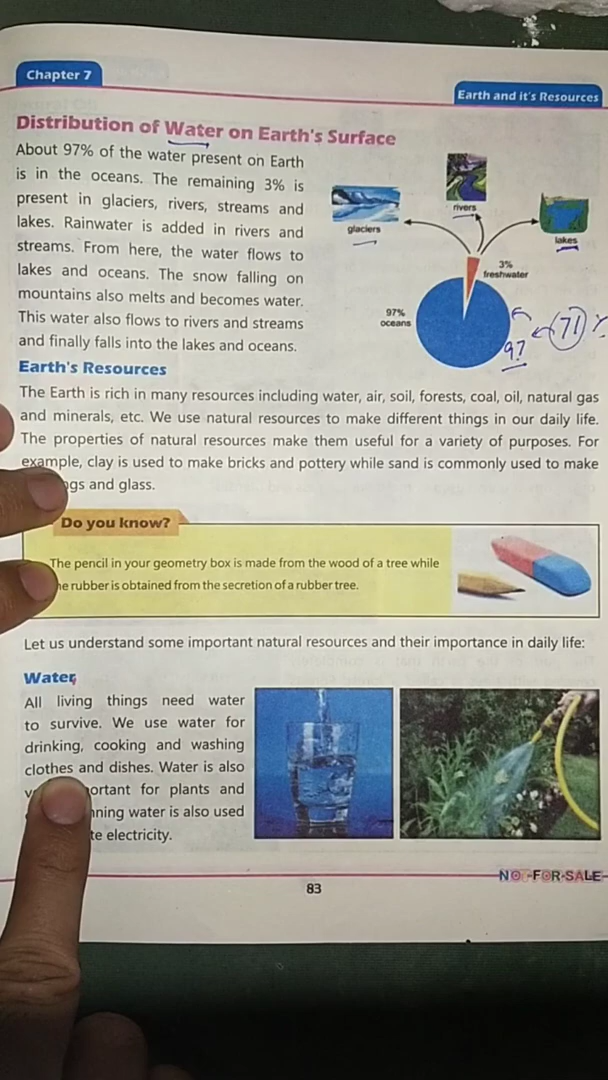 Chapter 7
Earth and it's Resources
Distribution of Water on Earth's Surface
About 97% of the water present on Earth
is in the oceans. The remaining 3% is
present in glaciers, rivers, streams and
lakes. Rainwater is added in rivers and
streams. From here, the water flows to
lakes and oceans. The snow falling on
mountains also melts and becomes water.
This water also flows to rivers and streams
and finally falls into the lakes and oceans.
glaciers
rivers
lakes
3%
freshwater
97%
oceans
97
71%
Earth's Resources
The Earth is rich in many resources including water, air, soil, forests, coal, oil, natural gas
and minerals, etc. We use natural resources to make different things in our daily life.
The properties of natural resources make them useful for a variety of purposes. For
example, clay is used to make bricks and pottery while sand is commonly used to make
and glass.
Do you know?
The pencil in your geometry box is made from the wood of a tree while
rubber is obtained from the secretion of a rubber tree.
Let us understand some important natural resources and their importance in daily life:
Water
All living things need water
to survive. We use water for
drinking, cooking and washing
clothes and dishes. Water is also
for plants and
water is also used
electricity.
NOT-FOR-SALE
83